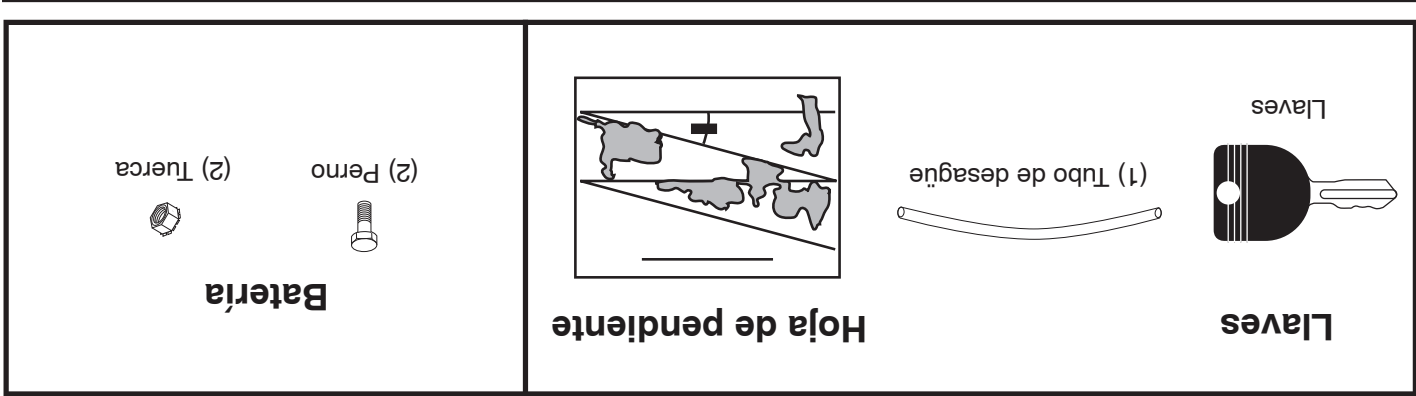 Llaves
Llaves
(1) Tubo de desagüe
Hoja de pendiente
Batería
(2) Perno
(2) Tuerca